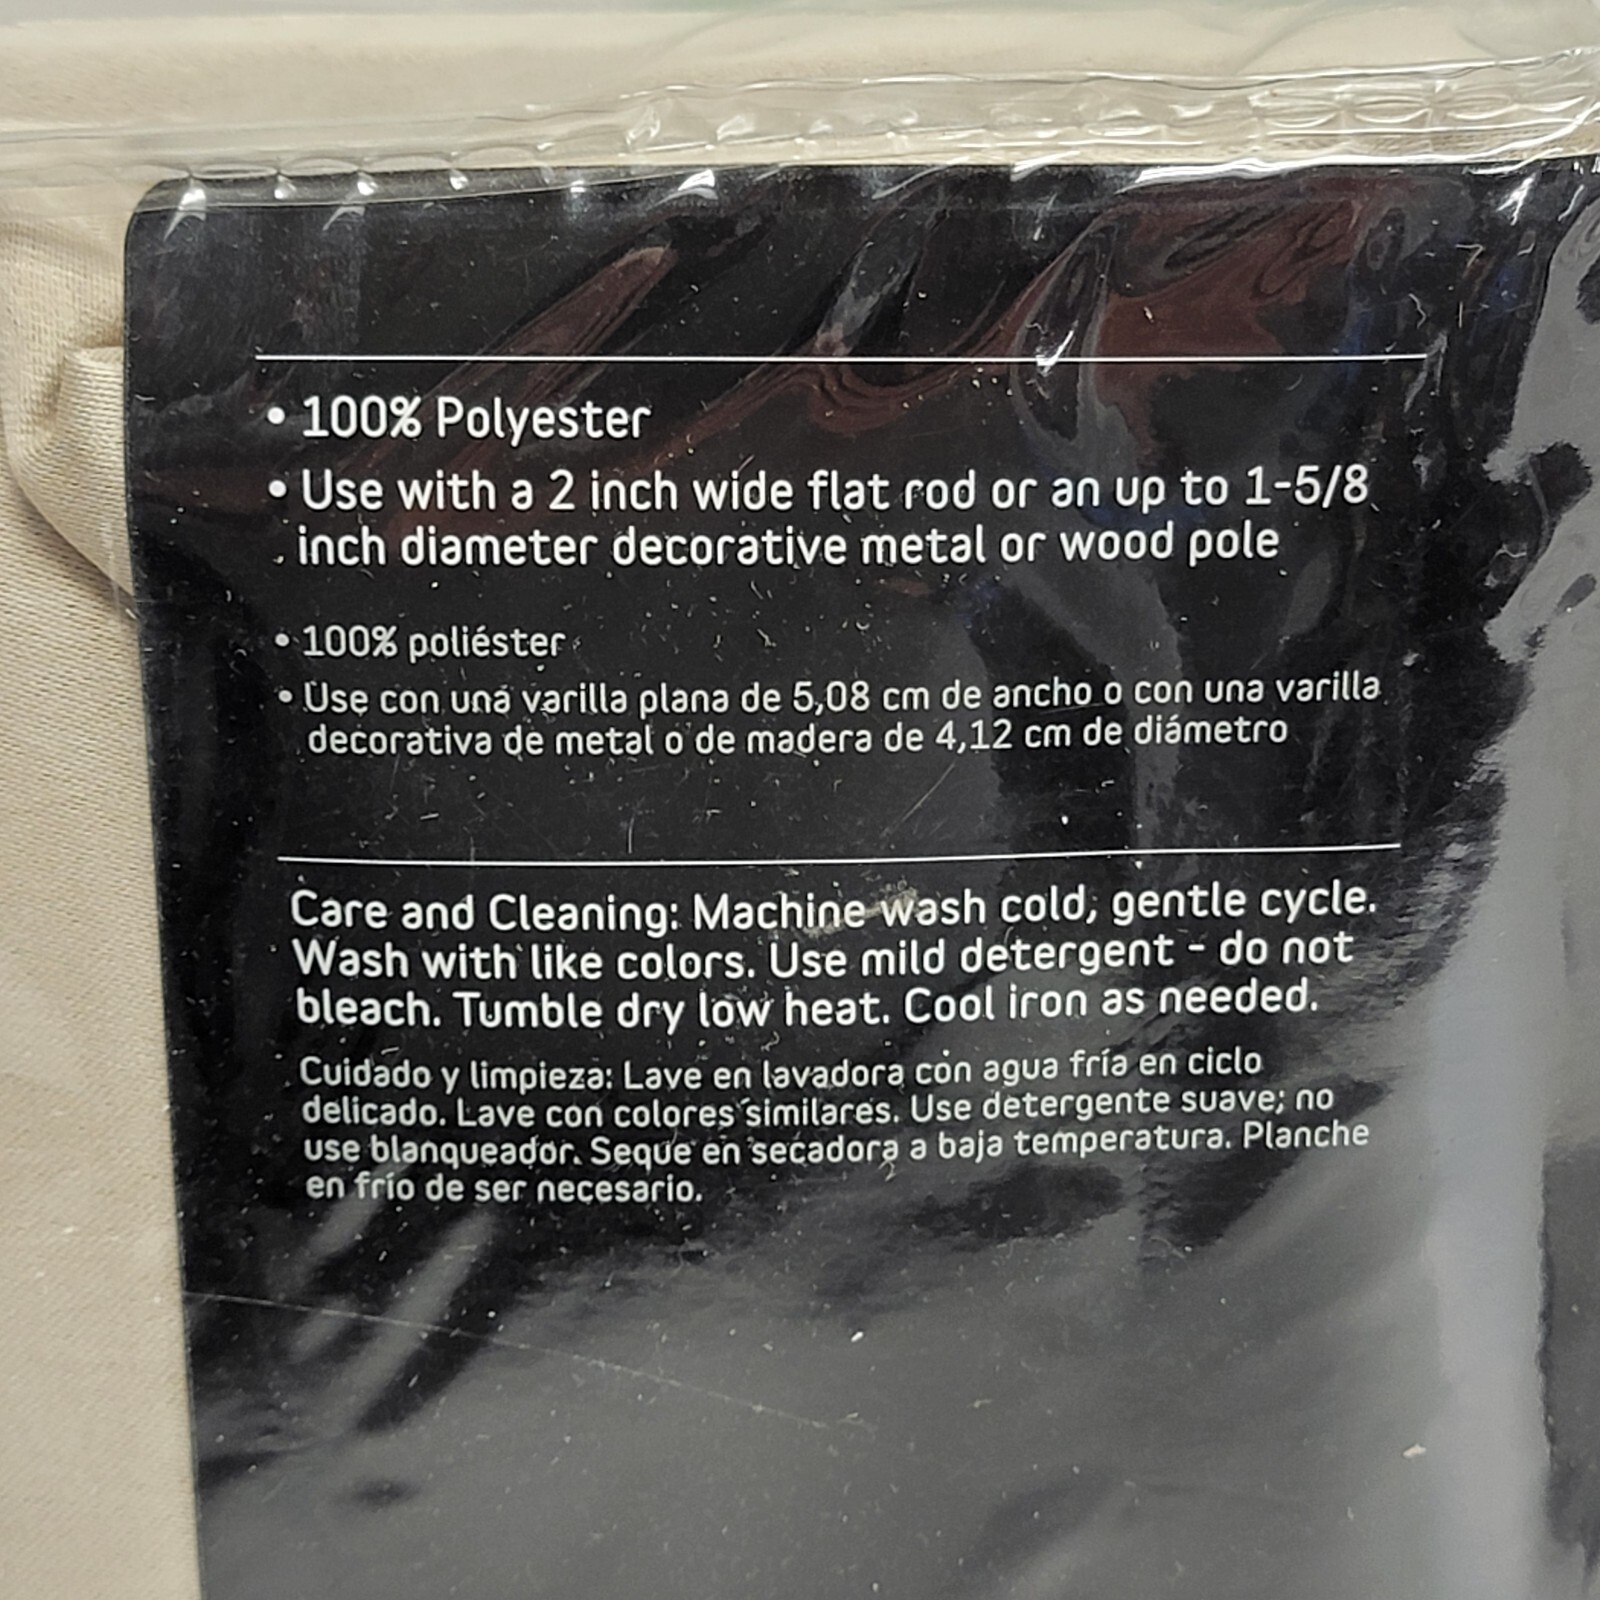 • 100% Polyester
• Use with a 2 inch wide flat rod or an up to 1-5/8
inch diameter decorative metal or wood pole
• 100% poliéster
• Use con una varilla plana de 5,08 cm de ancho o con una varilla
decorativa de metal o de madera de 4,12 cm de diámetro
Care and Cleaning: Machine wash cold, gentle cycle.
Wash with like colors. Use mild detergent - do not
bleach. Tumble dry low heat. Cool iron as needed.
Cuidado y limpieza: Lave en lavadora con agua fría en ciclo
delicado. Lave con colores similares. Use detergente suave; no
use blanqueador. Seque en secadora a baja temperatura. Planche
en frío de ser necesario.